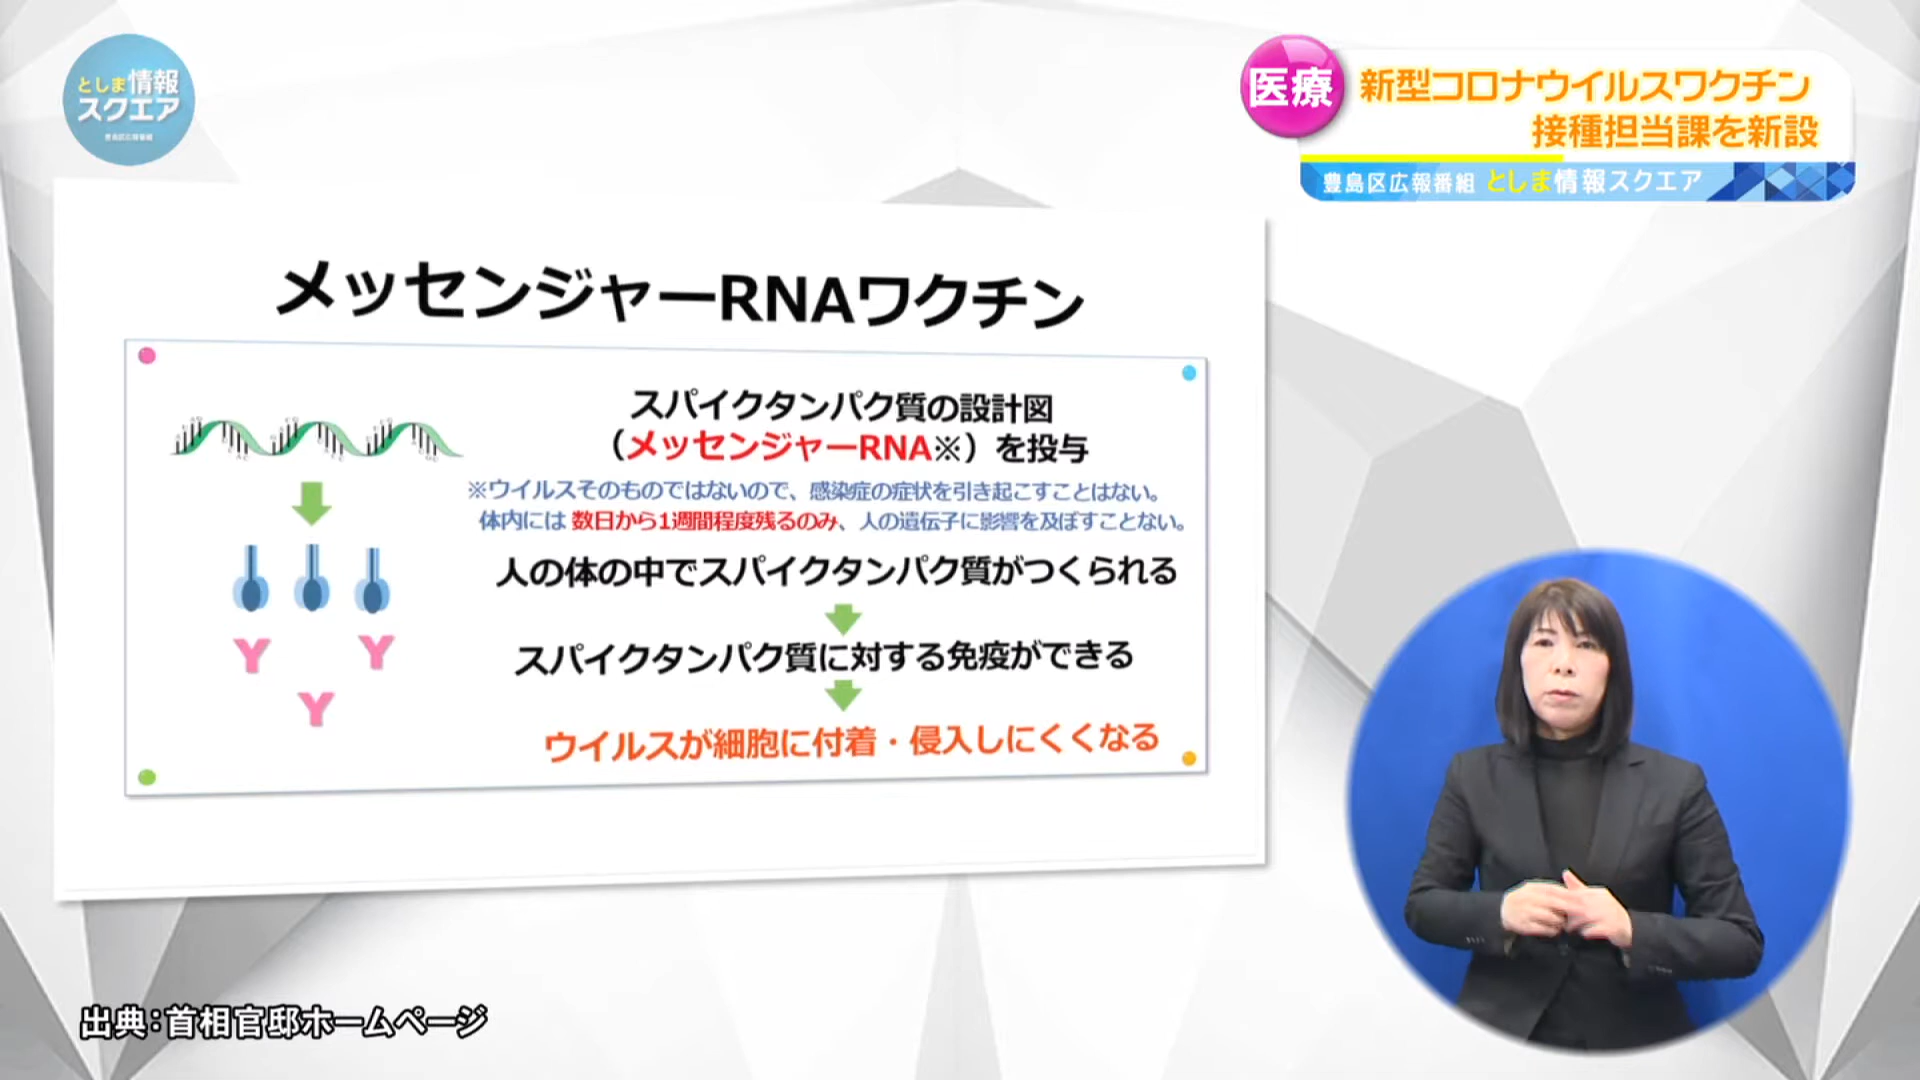 としま情報
スクエア
豊島区広報番組
医療
新型コロナウイルスワクチン
接種担当課を新設
豊島区広報番組 としま情報スクエア
メッセンジャーRNAワクチン
スパイクタンパク質の設計図
（メッセンジャーRNA※）を投与
※ウイルスそのものではないので、感染症の症状を引き起こすことはない。
体内には 数日から1週間程度残るのみ、人の遺伝子に影響を及ぼすことない。
人の体の中でスパイクタンパク質がつくられる
スパイクタンパク質に対する免疫ができる
ウイルスが細胞に付着・侵入しにくくなる
出典：首相官邸ホームページ